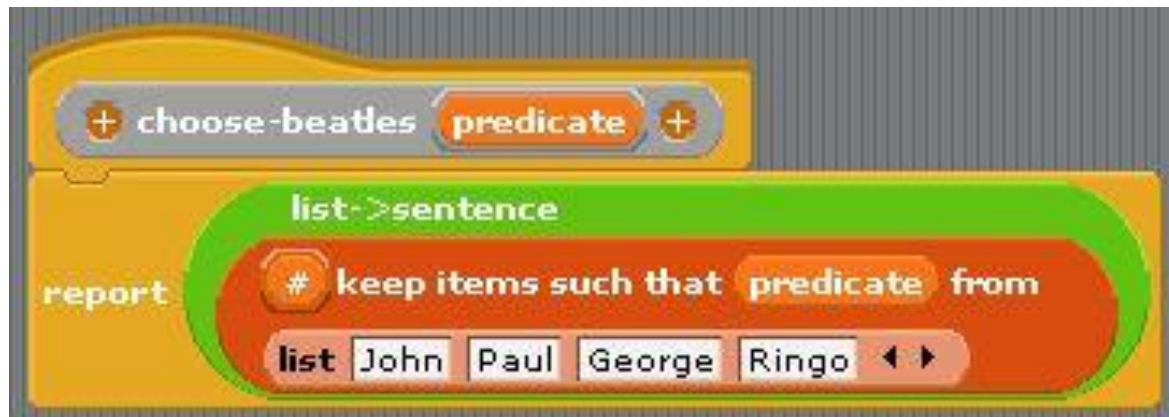 + choose-beatles predicate +
list->sentence
report # keep items such that predicate from
list John Paul George Ringo